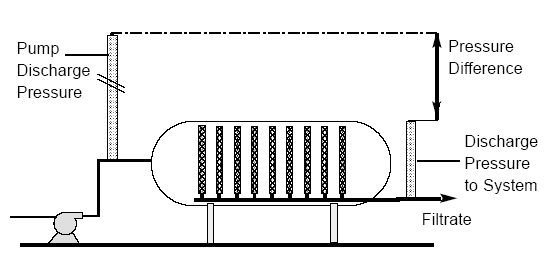 Pump
Discharge
Pressure
Pressure
Difference
Discharge
Pressure
to System
Filtrate